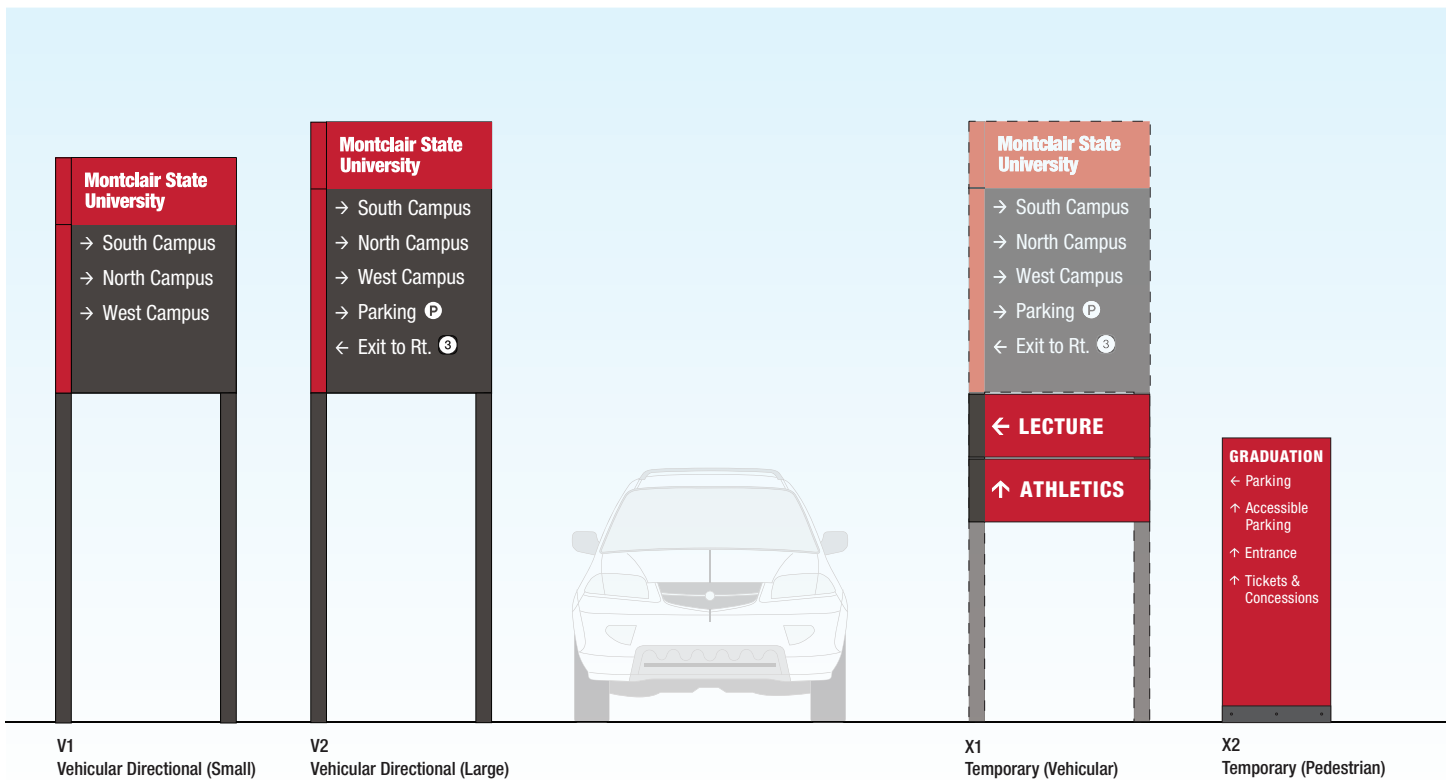 Montclair State
University
→ South Campus
→ North Campus
→ West Campus
Montclair State
University
→ South Campus
→ North Campus
→ West Campus
→ Parking P
← Exit to Rt. 3
Montclair State
University
→ South Campus
→ North Campus
→ West Campus
→ Parking P
← Exit to Rt. 3
← LECTURE
↑ ATHLETICS
GRADUATION
← Parking
↑ Accessible
Parking
↑ Entrance
↑ Tickets &
Concessions
V1
Vehicular Directional (Small)
V2
Vehicular Directional (Large)
X1
Temporary (Vehicular)
X2
Temporary (Pedestrian)